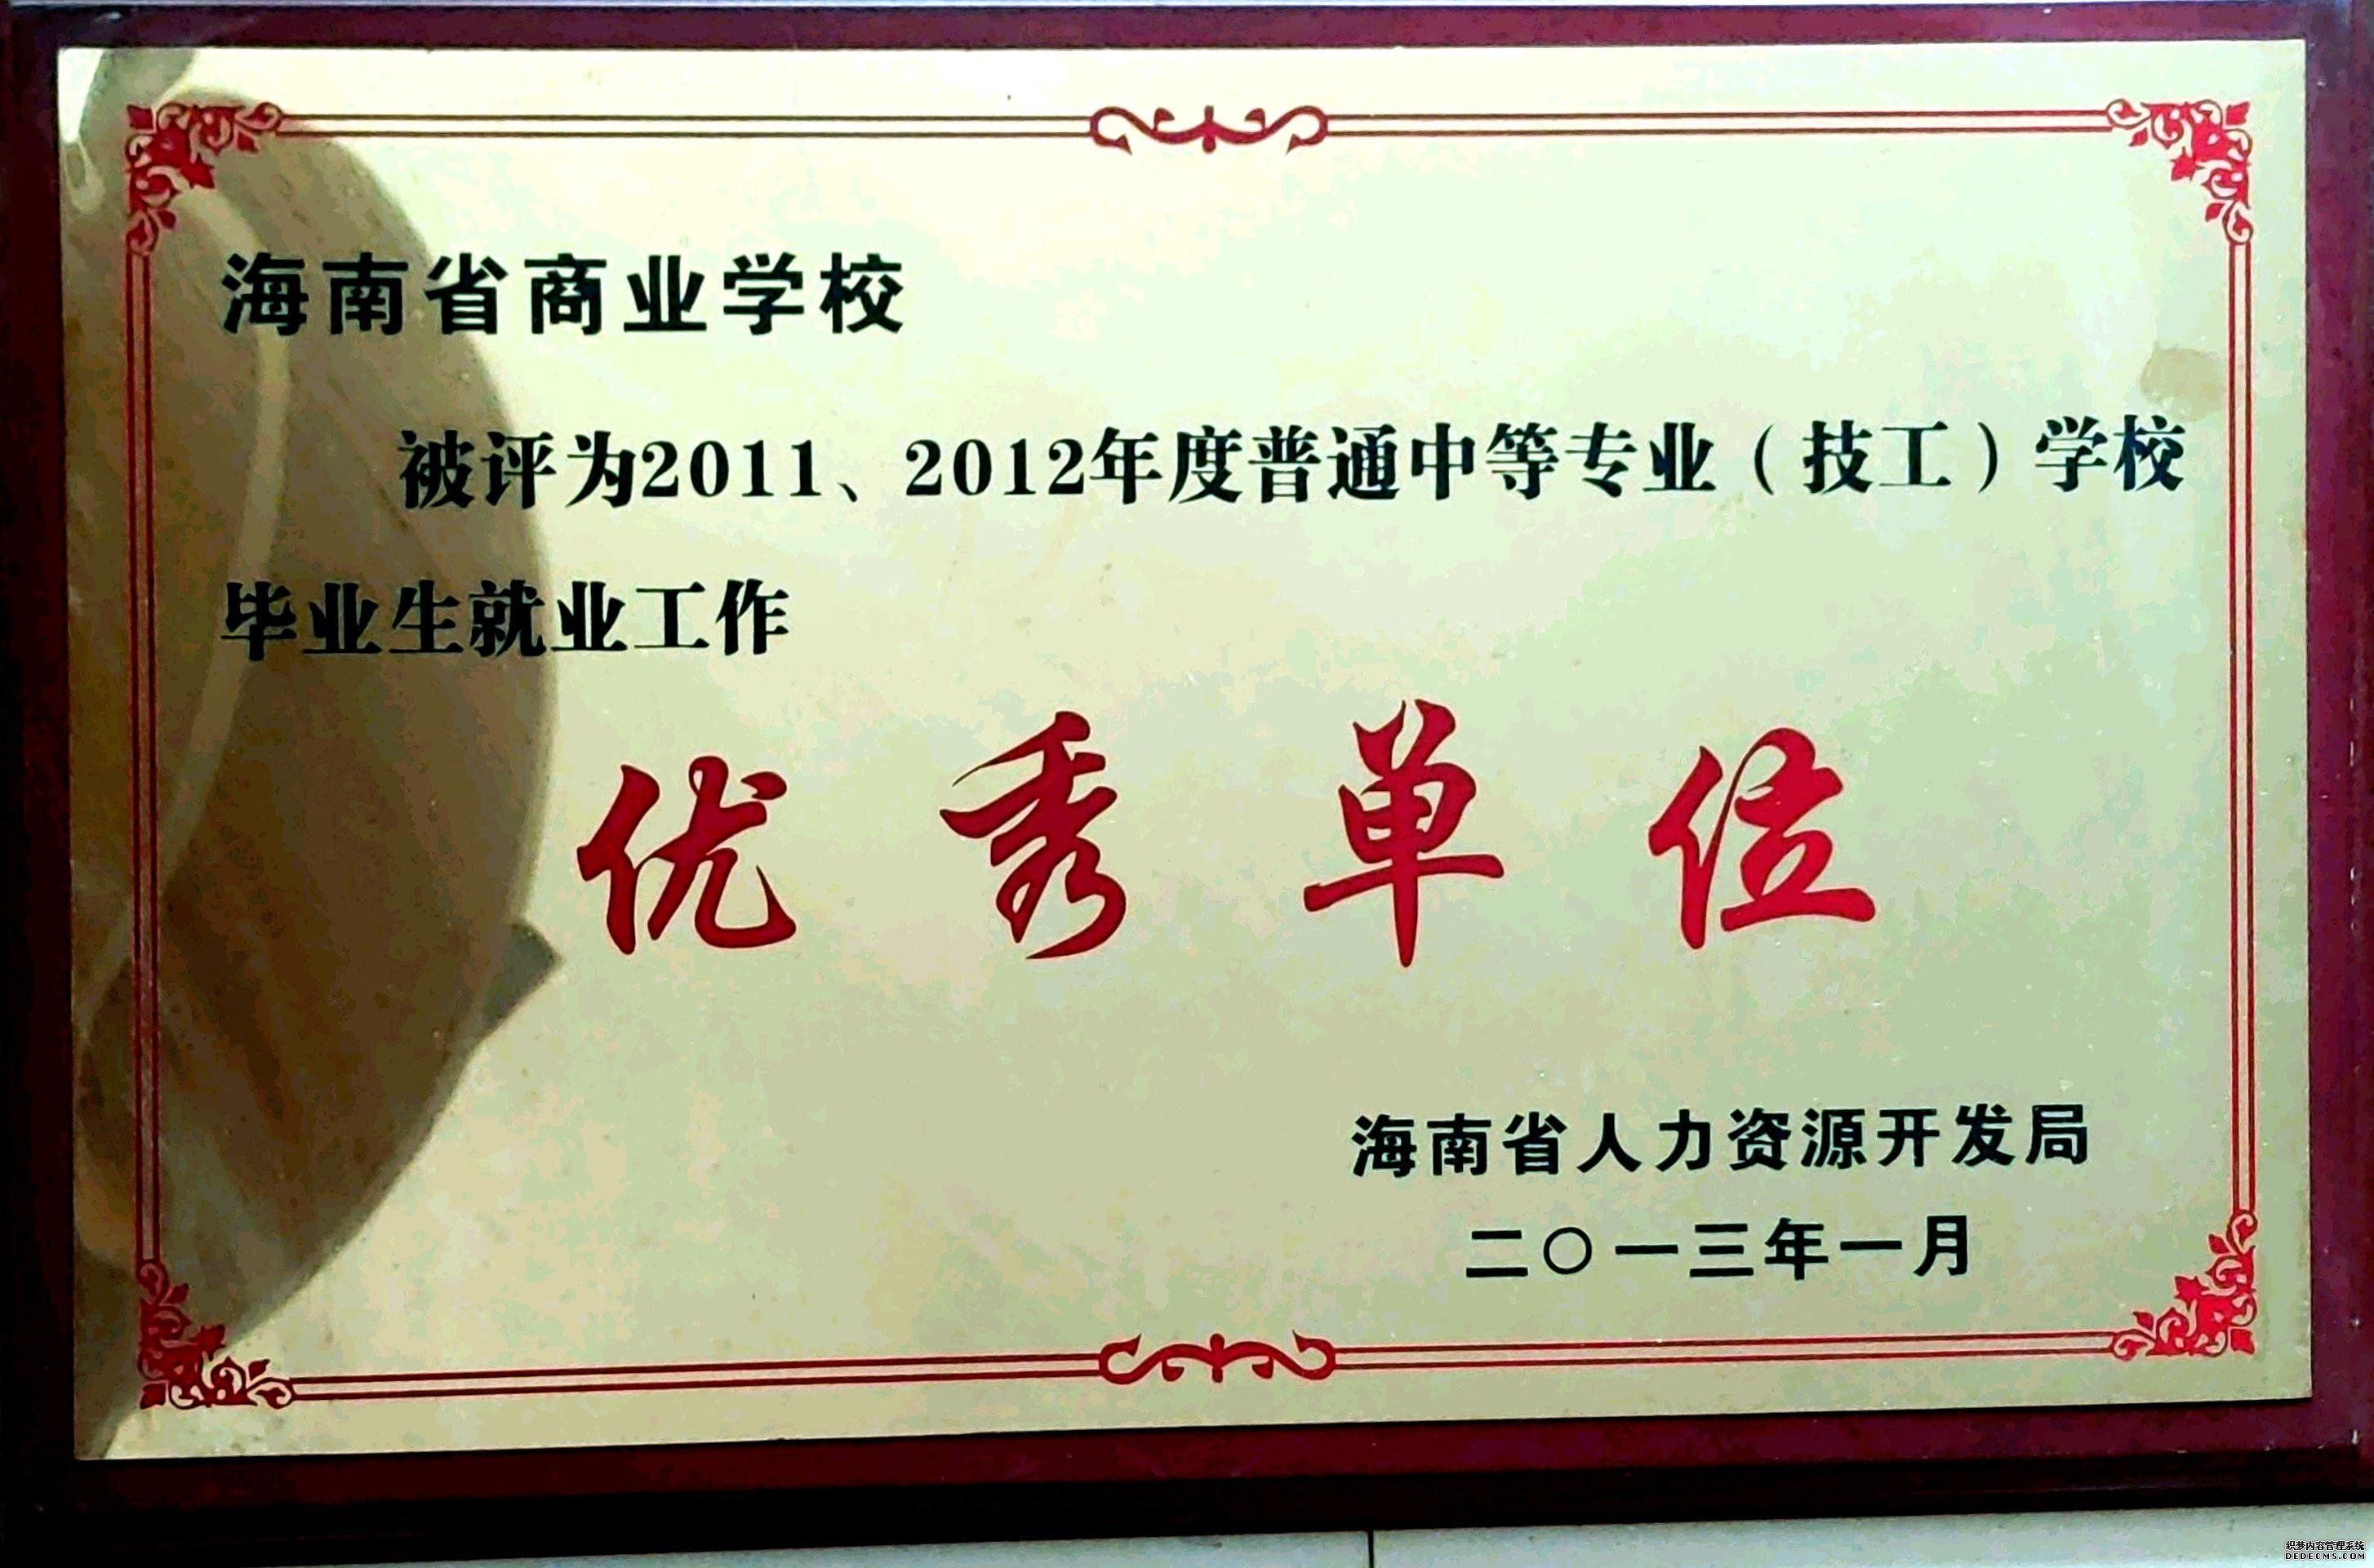 海南省商业学校
被评为2011、2012年度普通中等专业（技工）学校
毕业生就业工作
优秀单位
海南省人力资源开发局
二〇一三年一月
织梦内容管理系统
DEDECMS.COM